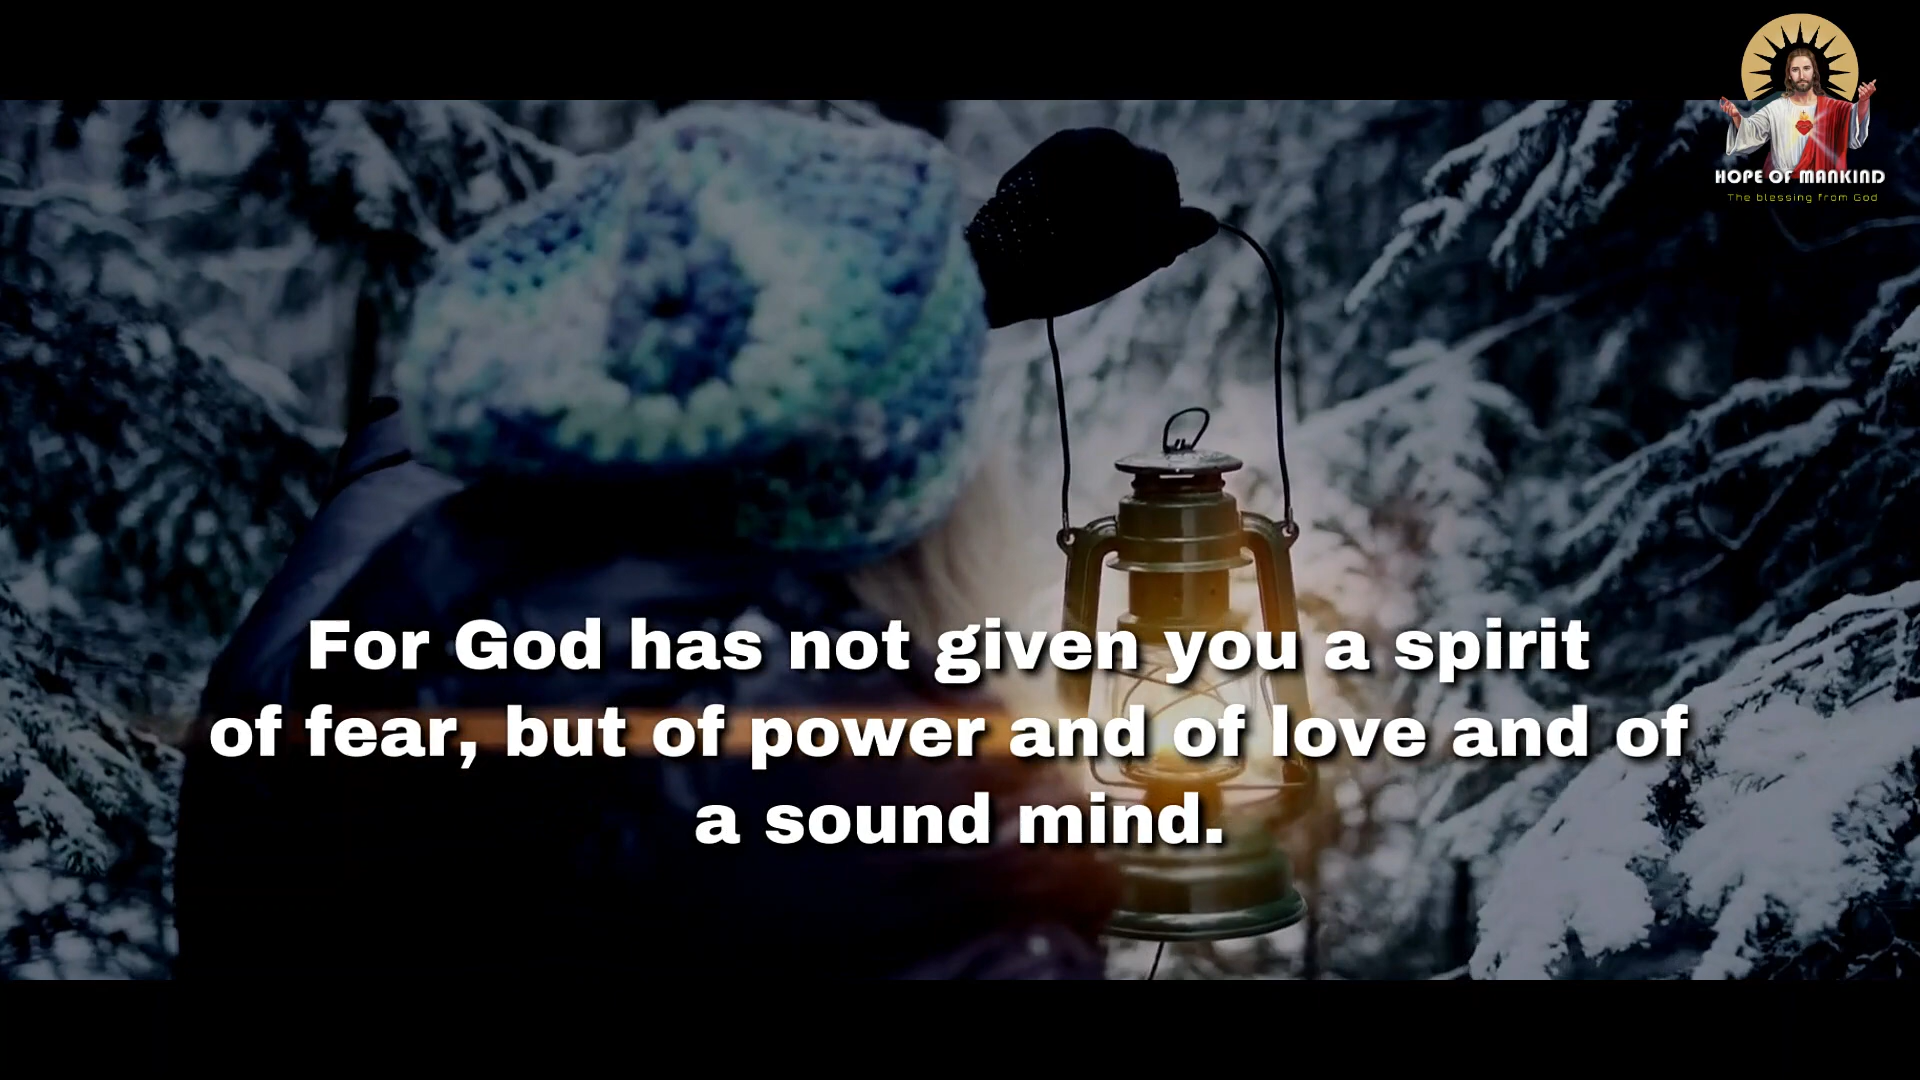 HOPE OF MANKIND
The blessing from God
For God has not given you a spirit
of fear, but of power and of love and of
a sound mind.